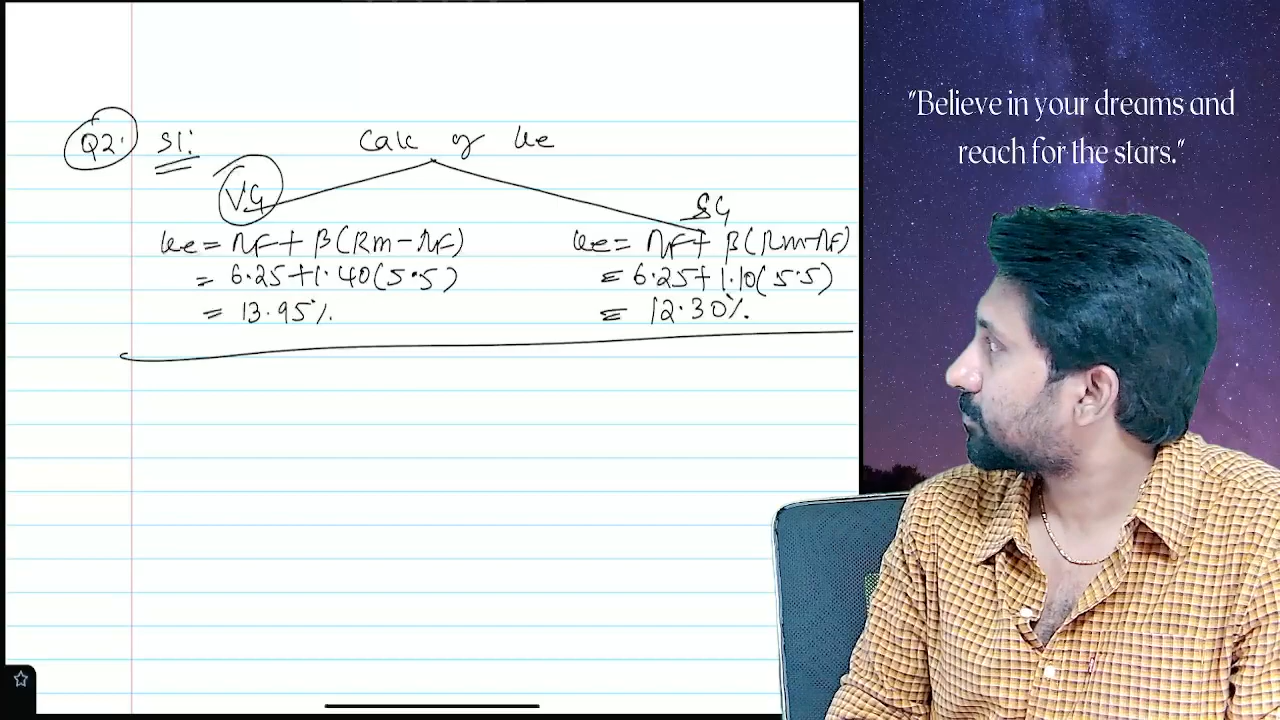 Q2. S1: Calc of ke
VG
ke = rf + β(Rm-rf)
= 6.25+1.40(5.5)
= 13.95%
SG
ke = rf + β(Rm-rf)
= 6.25+1.10(5.5)
= 12.30%
"Believe in your dreams and
reach for the stars."